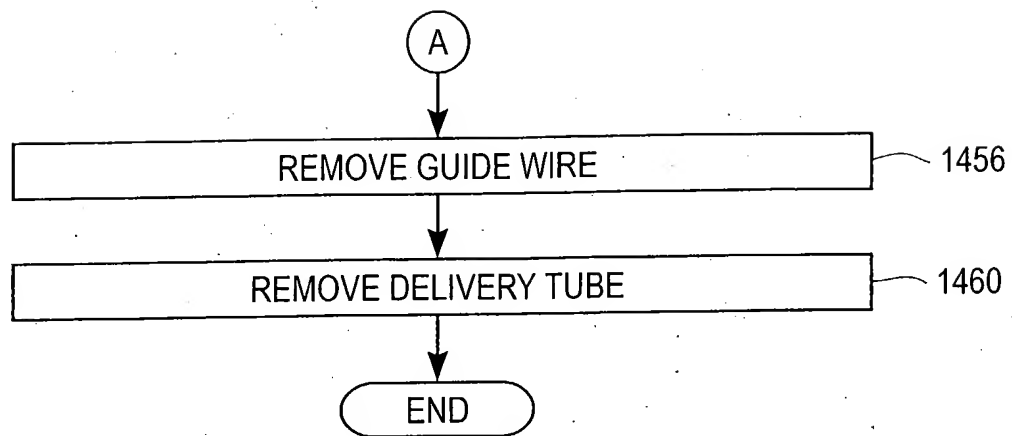 A
REMOVE GUIDE WIRE
1456
REMOVE DELIVERY TUBE
1460
END